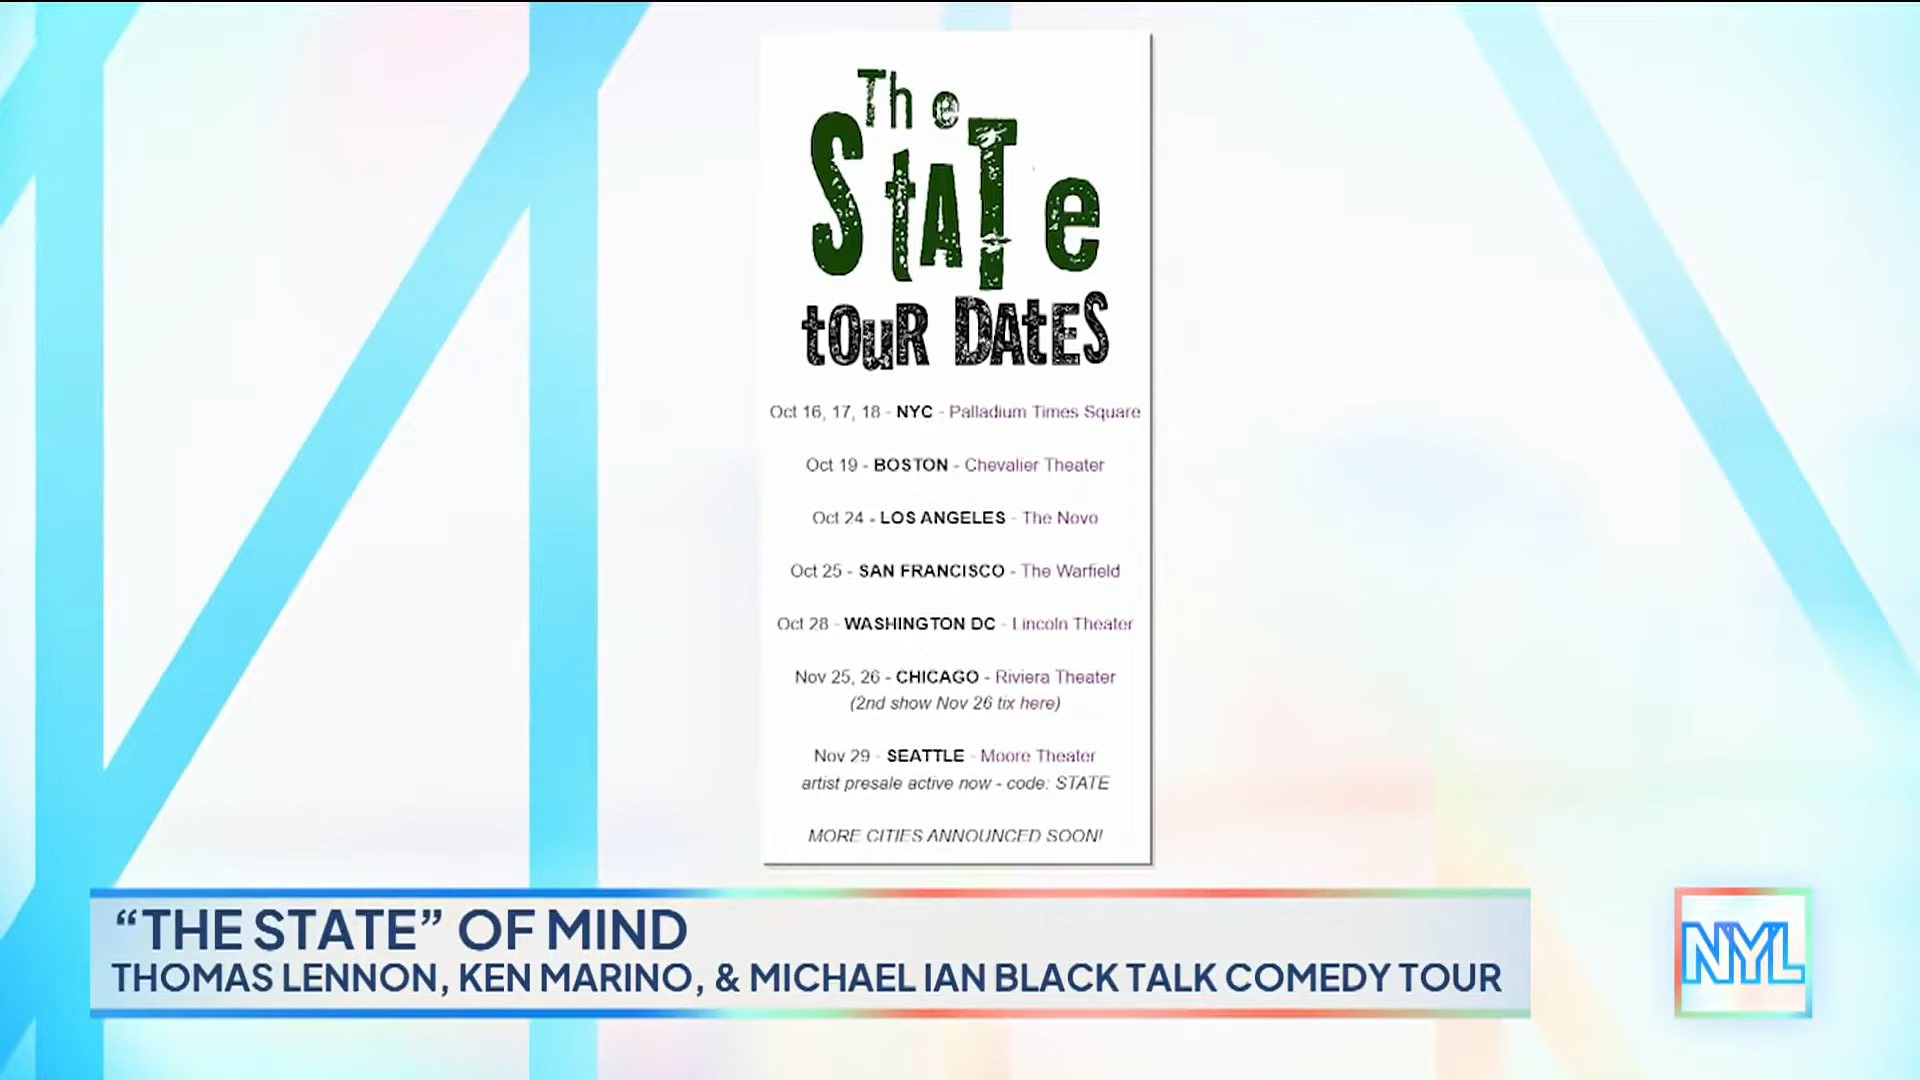 The
StATe
tOuR DAtES
Oct 16, 17, 18 - NYC - Palladium Times Square
Oct 19 - BOSTON - Chevalier Theater
Oct 24 - LOS ANGELES - The Novo
Oct 25 - SAN FRANCISCO - The Warfield
Oct 28 - WASHINGTON DC - Lincoln Theater
Nov 25, 26 - CHICAGO - Riviera Theater
(2nd show Nov 26 tix here)
Nov 29 - SEATTLE - Moore Theater
artist presale active now - code: STATE
MORE CITIES ANNOUNCED SOON!
“THE STATE” OF MIND
THOMAS LENNON, KEN MARINO, & MICHAEL IAN BLACK TALK COMEDY TOUR
NYL